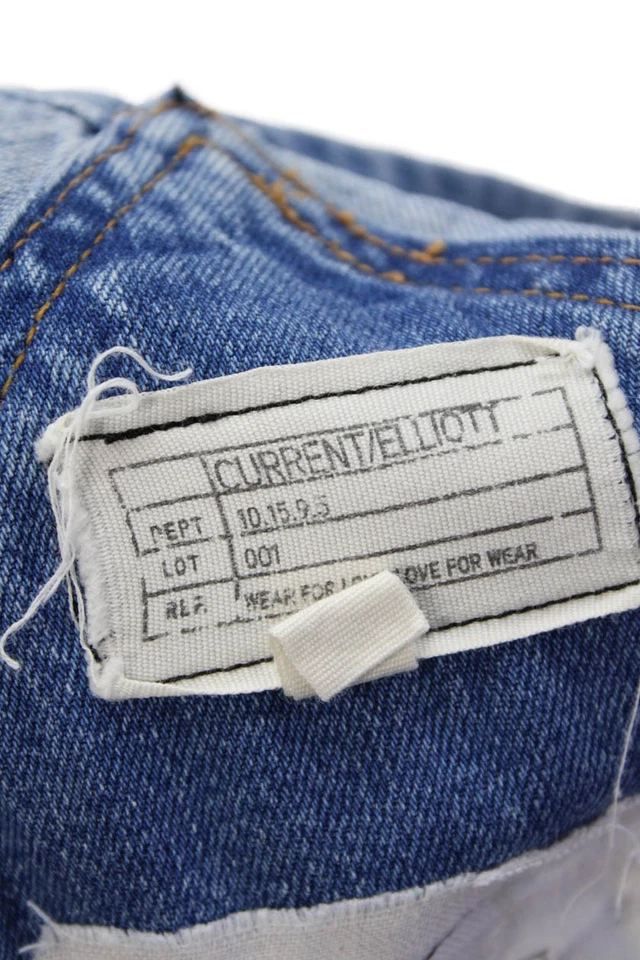 CURRENT/ELLIOTT
DEPT 10.15.9.5
LOT 001
REF. WEAR FOR LOVE FOR WEAR